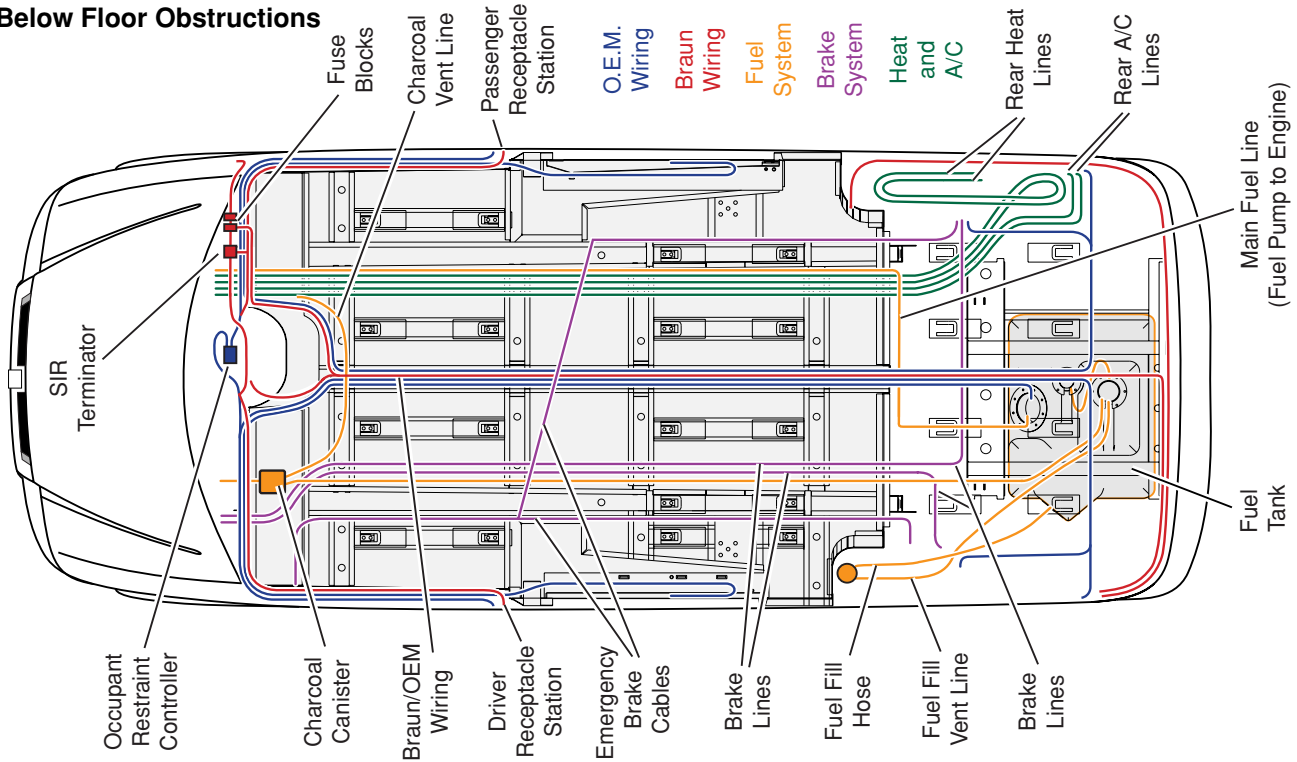 Below Floor Obstructions
Fuse
Blocks
Charcoal
Vent Line
Passenger
Receptacle
Station
O.E.M.
Wiring
Braun
Wiring
Fuel
System
Brake
System
Heat
and
A/C
Rear Heat
Lines
Rear A/C
Lines
SIR
Terminator
Main Fuel Line
(Fuel Pump to Engine)
Occupant
Restraint
Controller
Charcoal
Canister
Braun/OEM
Wiring
Driver
Receptacle
Station
Emergency
Brake
Cables
Brake
Lines
Fuel Fill
Hose
Fuel Fill
Vent Line
Brake
Lines
Fuel
Tank